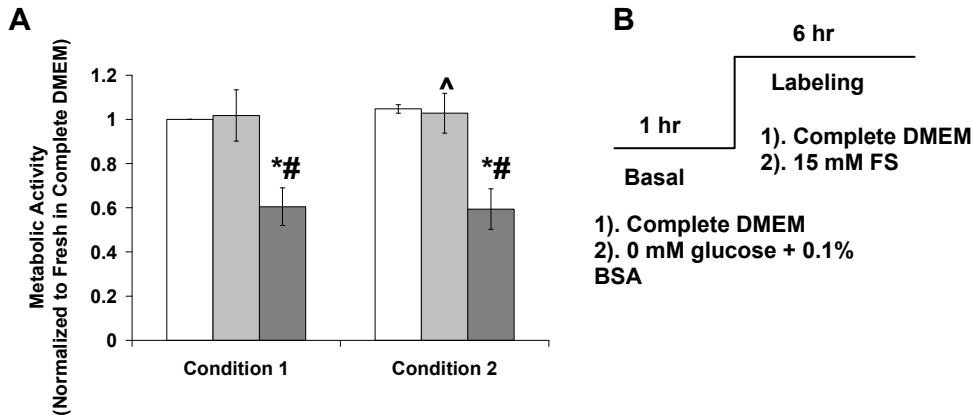 A
Metabolic Activity
(Normalized to Fresh in Complete DMEM)
1.2
1
0.8
0.6
0.4
0.2
0
*#
^
*#
Condition 1
Condition 2
B
6 hr
Labeling
1 hr
1). Complete DMEM
2). 15 mM FS
Basal
1). Complete DMEM
2). 0 mM glucose + 0.1%
BSA